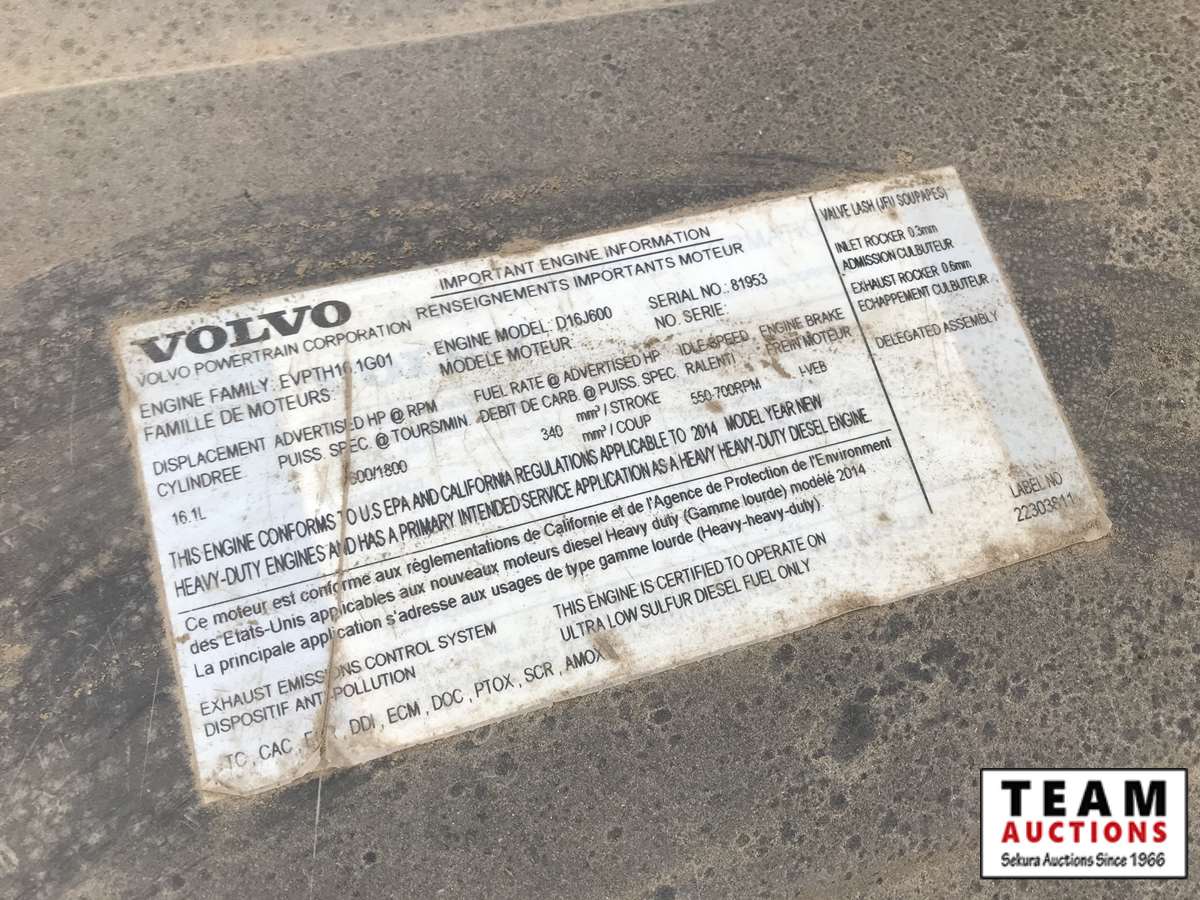 VOLVO
VOLVO POWERTRAIN CORPORATION
IMPORTANT ENGINE INFORMATION
RENSEIGNEMENTS IMPORTANTS MOTEUR
ENGINE FAMILY:
FAMILLE DE MOTEURS:
ENGINE MODEL: D16J600
MODELE MOTEUR:
SERIAL NO.: 81953
NO. SERIE:
DISPLACEMENT
CYLINDREE
16.1L
ADVERTISED HP @ RPM
PUISS. SPEC. @ TOURS/MIN.
600/1800
FUEL RATE @ ADVERTISED HP
DEBIT DE CARB. @ PUISS. SPEC.
340 mm³ / STROKE
mm³ / COUP
IDLE SPEED
RALENTI
550-700RPM
ENGINE BRAKE
FREIN MOTEUR
I-VEB
THIS ENGINE CONFORMS TO U.S EPA AND CALIFORNIA REGULATIONS APPLICABLE TO 2014 MODEL YEAR NEW
HEAVY-DUTY ENGINES AND HAS A PRIMARY INTENDED SERVICE APPLICATION AS A HEAVY HEAVY-DUTY DIESEL ENGINE
Ce moteur est conforme aux réglementations de Californie et de l'Agence de Protection de l'Environment
des Etats-Unis applicables aux nouveaux moteurs diesel Heavy duty (Gamme lourde) modèlé 2014
La principale application s'adresse aux usages de type gamme lourde (Heavy-heavy-duty)
EXHAUST EMISSIONS CONTROL SYSTEM
DISPOSITIF ANTI-POLLUTION
TC , CAC , , DDI , ECM , DOC , PTOX , SCR , AMOX
THIS ENGINE IS CERTIFIED TO OPERATE ON
ULTRA LOW SULFUR DIESEL FUEL ONLY
VALVE LASH (JEU SOUPAPES)
INLET ROCKER 0.3mm
ADMISSION CULBUTEUR
EXHAUST ROCKER 0.6mm
ECHAPPEMENT CULBUTEUR
DELEGATED ASSEMBLY
LABEL NO
TEAM
AUCTIONS
Sekura Auctions Since 1966